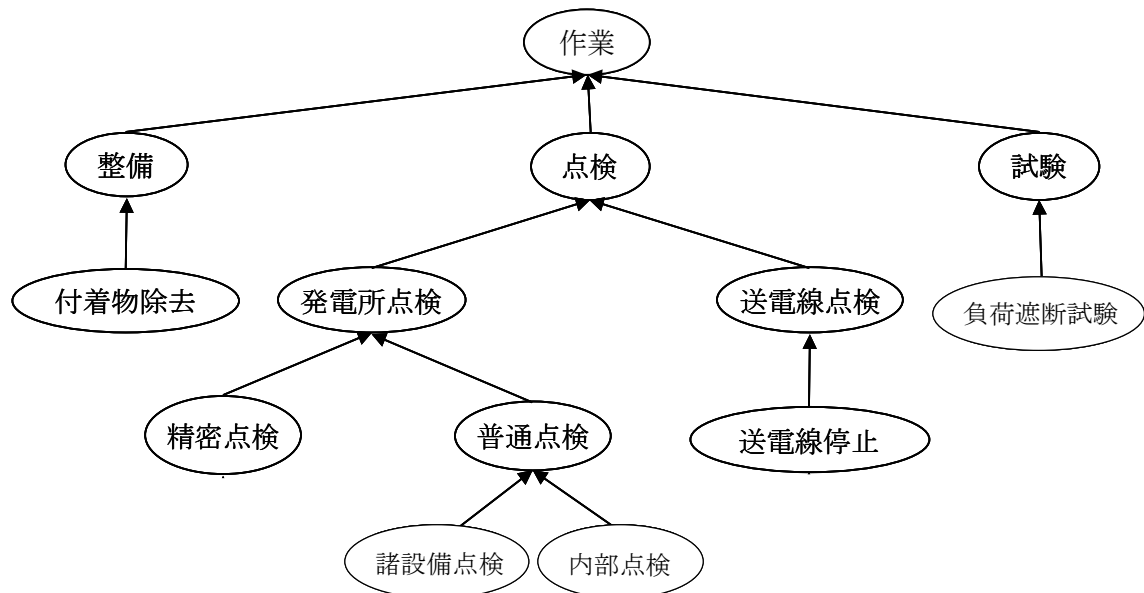 作業
整備
点検
試験
付着物除去
発電所点検
送電線点検
負荷遮断試験
精密点検
普通点検
送電線停止
諸設備点検
内部点検